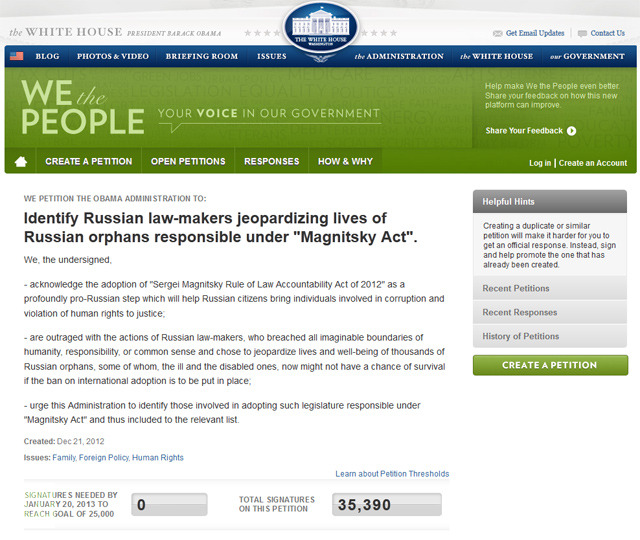 the WHITE HOUSE PRESIDENT BARACK OBAMA
THE WHITE HOUSE
WASHINGTON
Get Email Updates
Contact Us
BLOG
PHOTOS & VIDEO
BRIEFING ROOM
ISSUES
the ADMINISTRATION
the WHITE HOUSE
our GOVERNMENT
WE the
PEOPLE
YOUR VOICE IN OUR GOVERNMENT
Help make We the People even better.
Share your feedback on how this new
platform can improve.
Share Your Feedback
CREATE A PETITION
OPEN PETITIONS
RESPONSES
HOW & WHY
Log in | Create an Account
WE PETITION THE OBAMA ADMINISTRATION TO:
Identify Russian law-makers jeopardizing lives of
Russian orphans responsible under "Magnitsky Act".
We, the undersigned,
- acknowledge the adoption of "Sergei Magnitsky Rule of Law Accountability Act of 2012" as a
profoundly pro-Russian step which will help Russian citizens bring individuals involved in corruption and
violation of human rights to justice;
- are outraged with the actions of Russian law-makers, who breached all imaginable boundaries of
humanity, responsibility, or common sense and chose to jeopardize lives and well-being of thousands of
Russian orphans, some of whom, the ill and the disabled ones, now might not have a chance of survival
if the ban on international adoption is to be put in place;
- urge this Administration to identify those involved in adopting such legislature responsible under
"Magnitsky Act" and thus included to the relevant list.
Created: Dec 21, 2012
Issues: Family, Foreign Policy, Human Rights
Learn about Petition Thresholds
SIGNATURES NEEDED BY
JANUARY 20, 2013 TO
REACH GOAL OF 25,000
0
TOTAL SIGNATURES
ON THIS PETITION
35,390
Helpful Hints
Creating a duplicate or similar
petition will make it harder for you to
get an official response. Instead, sign
and help promote the one that has
already been created.
Recent Petitions
Recent Responses
History of Petitions
CREATE A PETITION